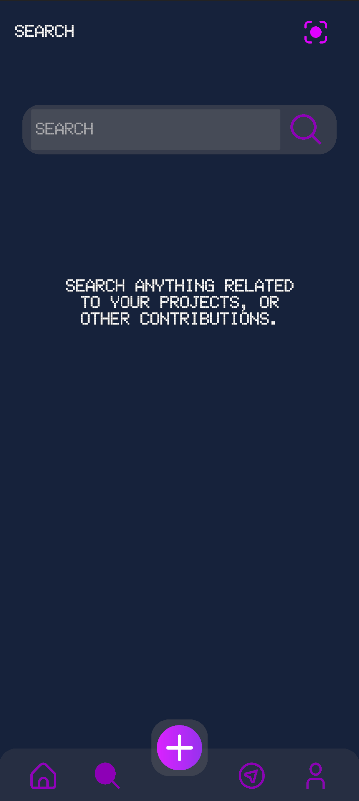 SEARCH
SEARCH
SEARCH ANYTHING RELATED
TO YOUR PROJECTS, OR
OTHER CONTRIBUTIONS.